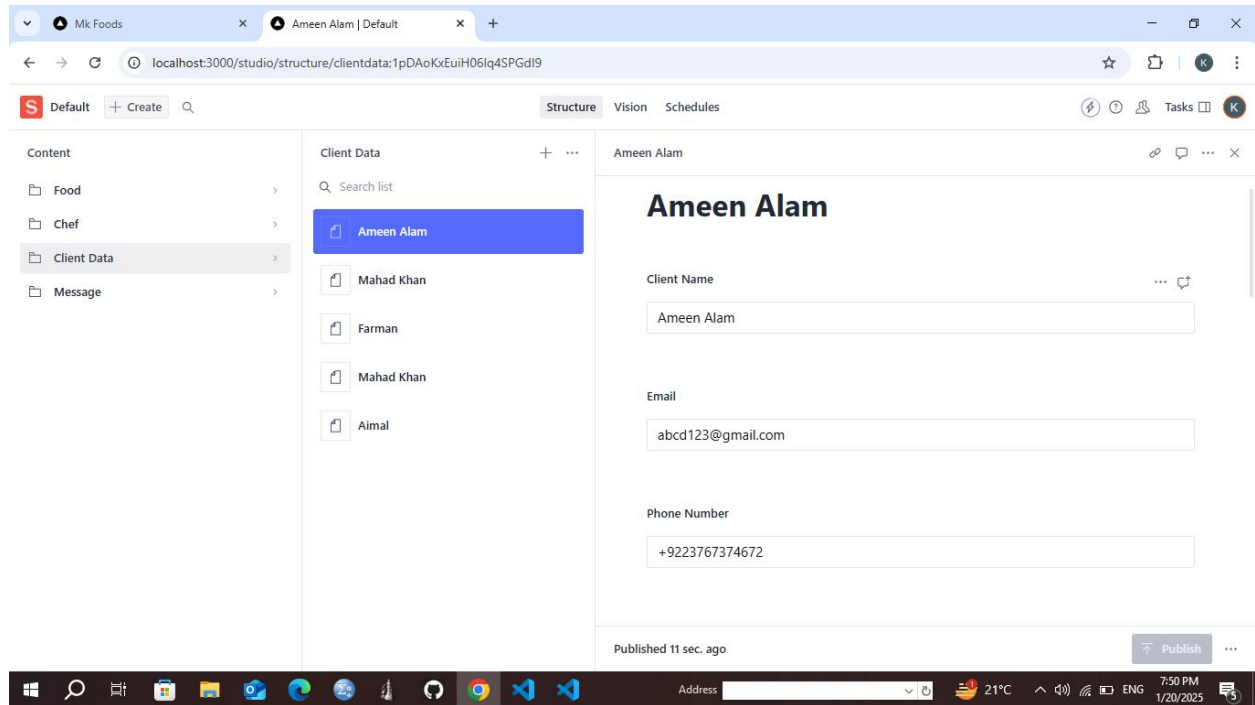 Mk Foods
Ameen Alam | Default
localhost:3000/studio/structure/clientdata;1pDAoKxEuiH06Iq4SPGdI9
K
S Default + Create
Structure Vision Schedules
Tasks K
Content
Food
Chef
Client Data
Message
Client Data
Search list
Ameen Alam
Mahad Khan
Farman
Mahad Khan
Aimal
Ameen Alam
Ameen Alam
Client Name
Ameen Alam
Email
abcd123@gmail.com
Phone Number
+9223767374672
Published 11 sec. ago
Publish
Address
21°C
ENG
7:50 PM
1/20/2025
5